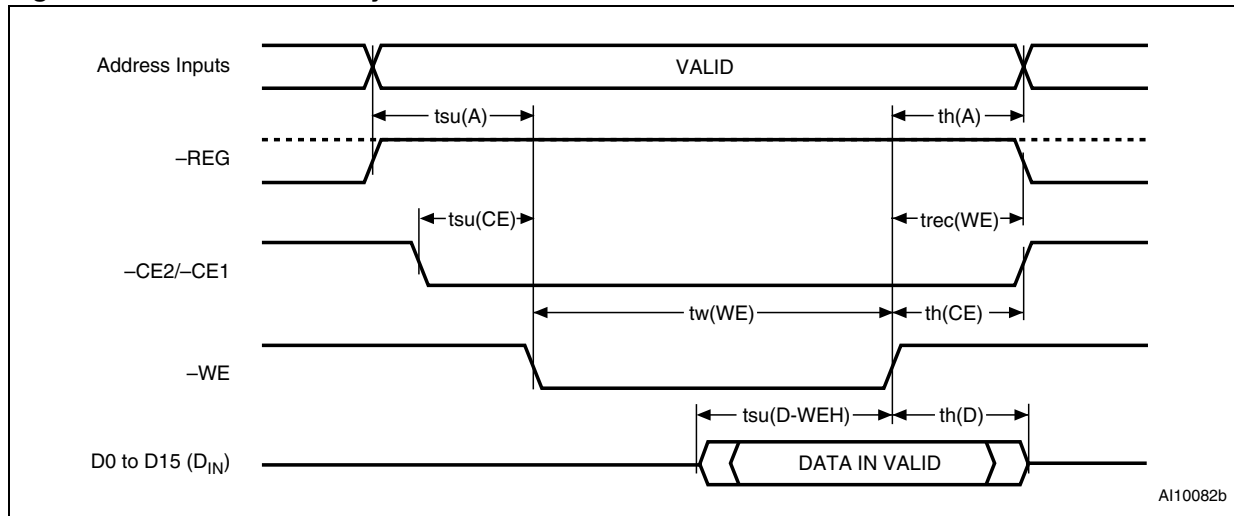 Address Inputs
VALID
tsu(A)
th(A)
–REG
tsu(CE)
trec(WE)
–CE2/–CE1
tw(WE)
th(CE)
–WE
tsu(D-WEH)
th(D)
D0 to D15 (DIN)
DATA IN VALID
AI10082b